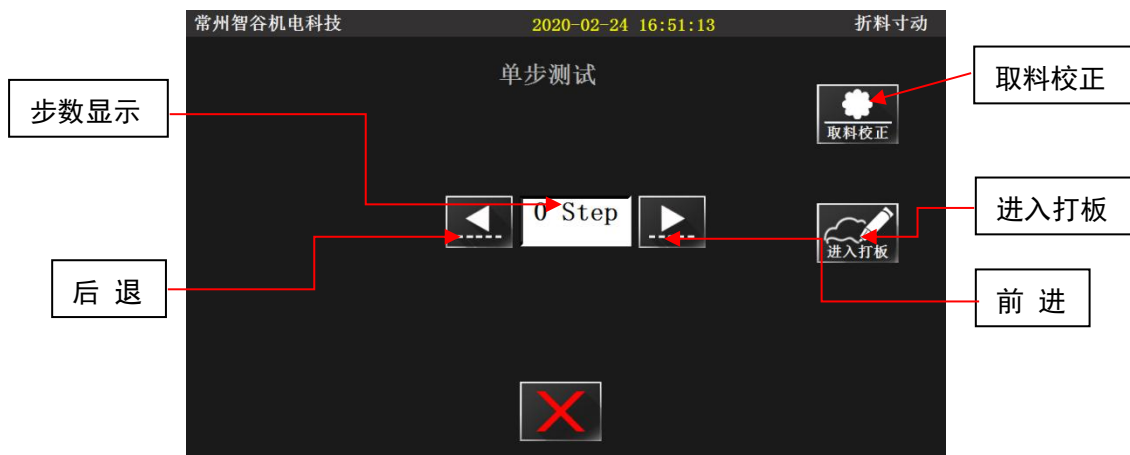 常州智谷机电科技 2020-02-24 16:51:13 折料寸动
单步测试
取料校正
步数显示
取料校正
0 Step
进入打板
进入打板
后 退
前 进